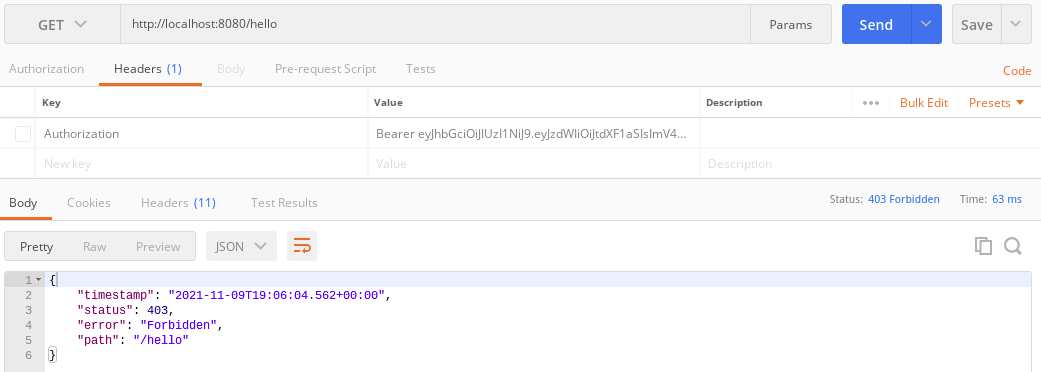 GET http://localhost:8080/hello Params Send Save
Authorization Headers (1) Body Pre-request Script Tests Code
Key Value Description ••• Bulk Edit Presets
Authorization Bearer eyJhbGciOiJIUzI1NiJ9.eyJzdWIiOiJtdXF1aSIsImV4...
New key Value Description
Body Cookies Headers (11) Test Results Status: 403 Forbidden Time: 63 ms
Pretty Raw Preview JSON
1 {
2 "timestamp": "2021-11-09T19:06:04.562+00:00",
3 "status": 403,
4 "error": "Forbidden",
5 "path": "/hello"
6 }